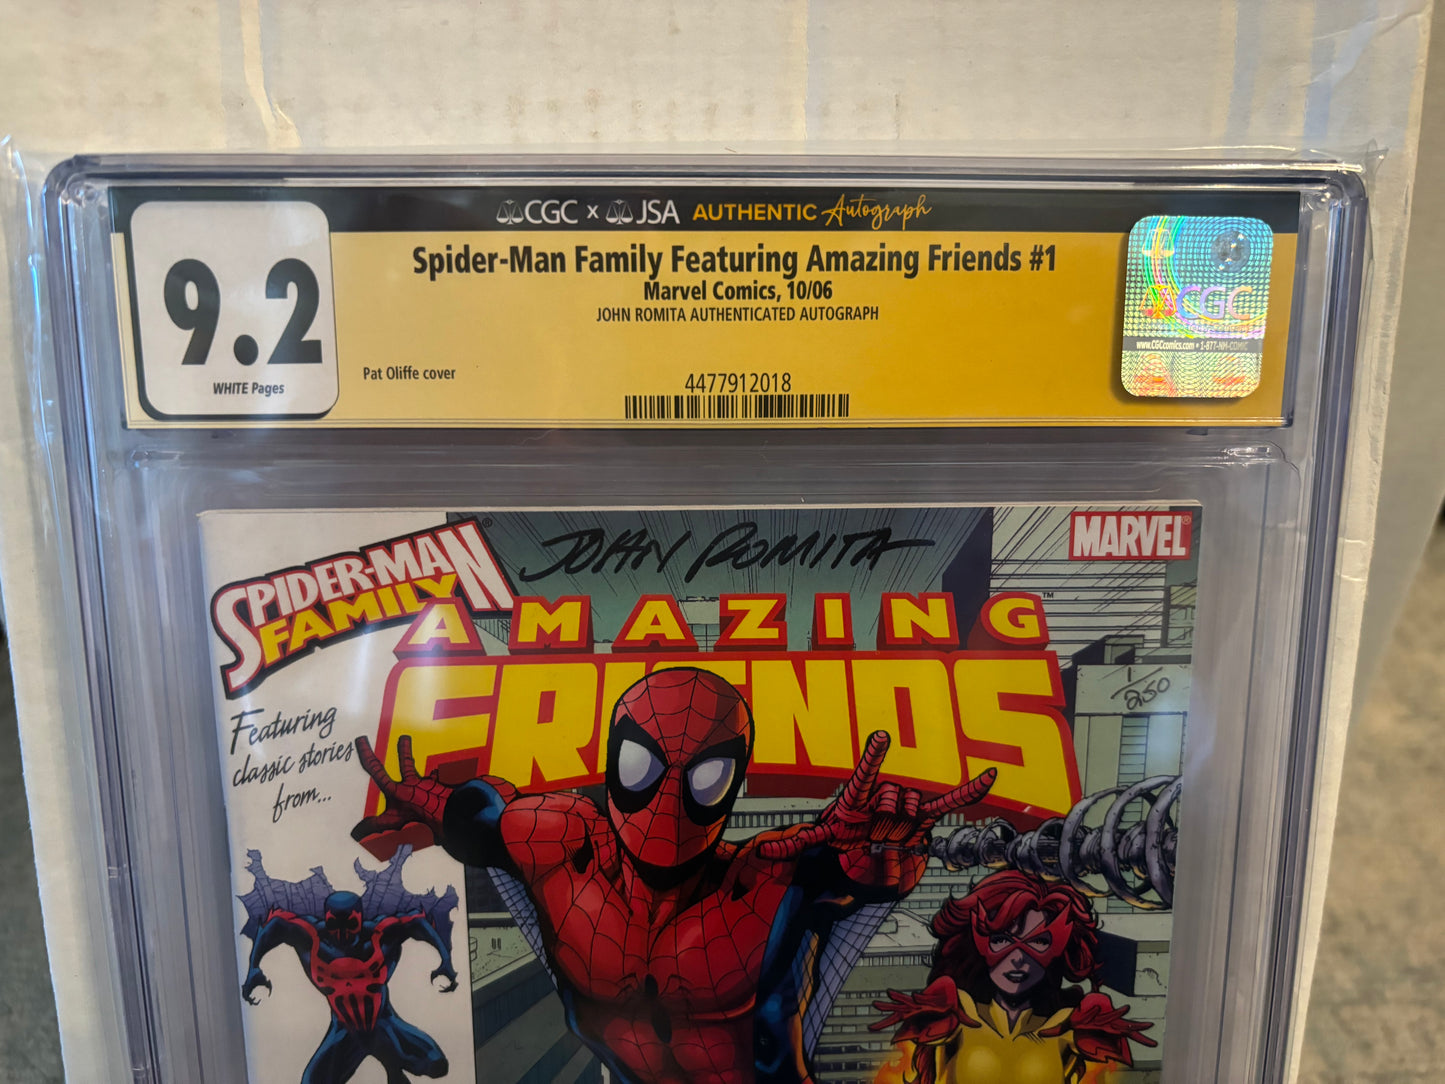 CGC x JSA AUTHENTIC Autograph
9.2
WHITE Pages
Spider-Man Family Featuring Amazing Friends #1
Marvel Comics, 10/06
JOHN ROMITA AUTHENTICATED AUTOGRAPH
Pat Oliffe cover
4477912018
CGC
www.CGCcomics.com • 1-877-NM-COMIC
JOHN ROMITA
MARVEL®
SPIDER-MAN®
FAMILY
AMAZING™
FRIENDS
1/250
Featuring
classic stories
from...